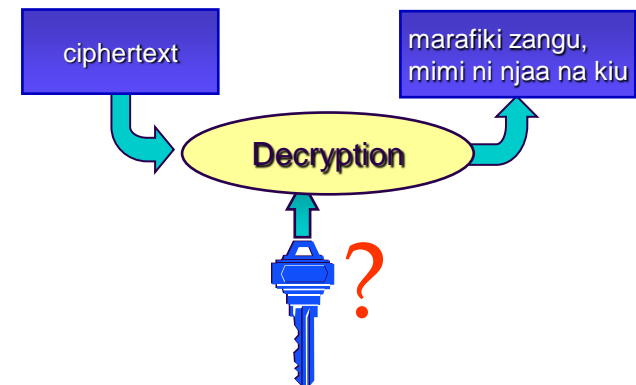 ciphertext
marafiki zangu,
mimi ni njaa na kiu
Decryption
?